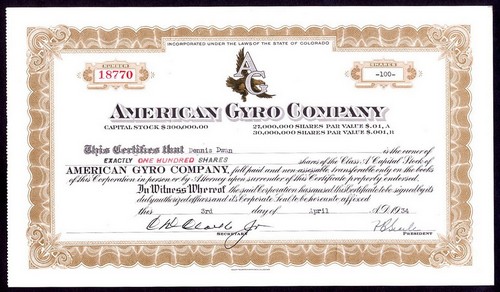 INCORPORATED UNDER THE LAWS OF THE STATE OF COLORADO
NUMBER
18770
SHARES
-100-
A G
AMERICAN GYRO COMPANY
CAPITAL STOCK $300,000.00
27,000,000 SHARES PAR VALUE $.01, A
30,000,000 SHARES PAR VALUE $.001, B
This Certifies that Dennis Dwan is the owner of
EXACTLY ONE HUNDRED SHARES shares of the Class A Capital Stock of
AMERICAN GYRO COMPANY, full paid and non assessable transferable only on the books
of this Corporation in person or by Attorney upon surrender of this Certificate properly endorsed.
In Witness Whereof the said Corporation has caused this Certificate to be signed by its
duly authorized officers and its Corporate Seal to be hereunto affixed
this 3rd day of April A.D. 1934
SECRETARY
PRESIDENT